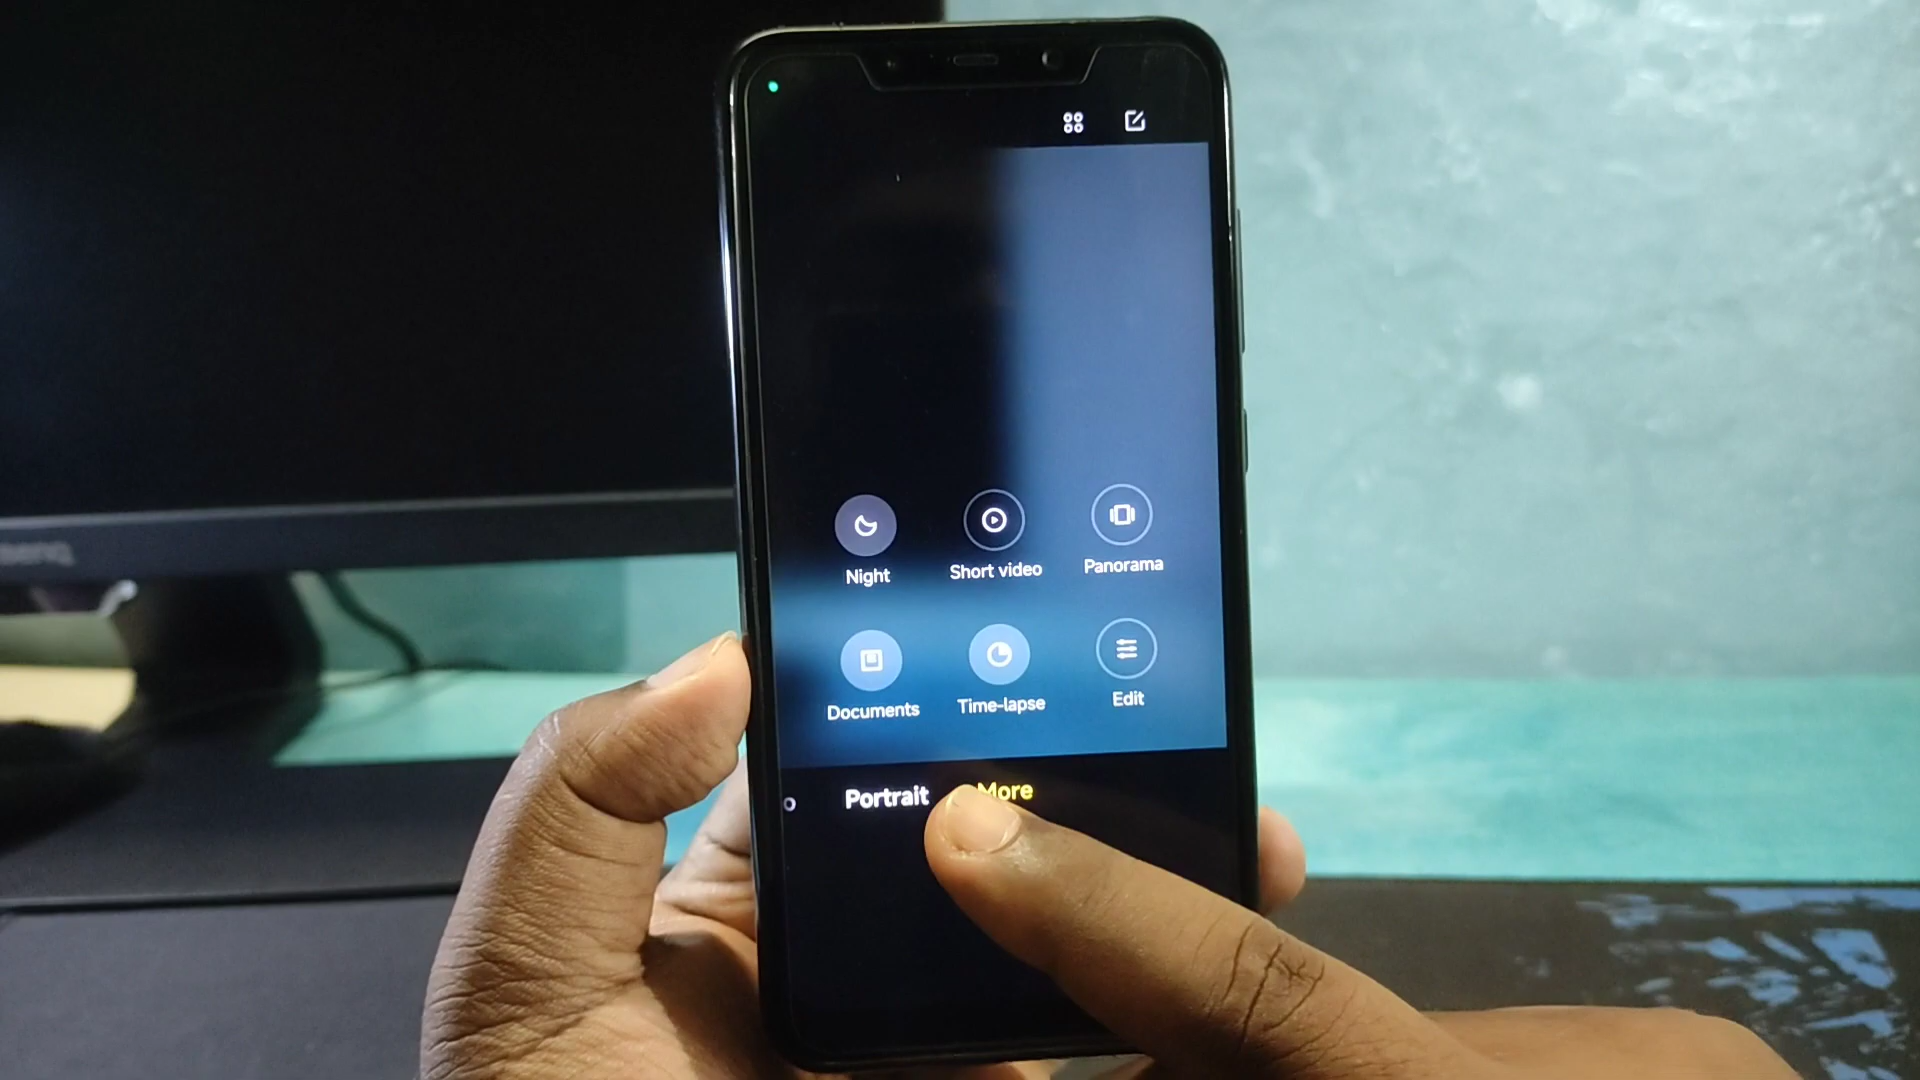 Night
Short video
Panorama
Documents
Time-lapse
Edit
o
Portrait
More